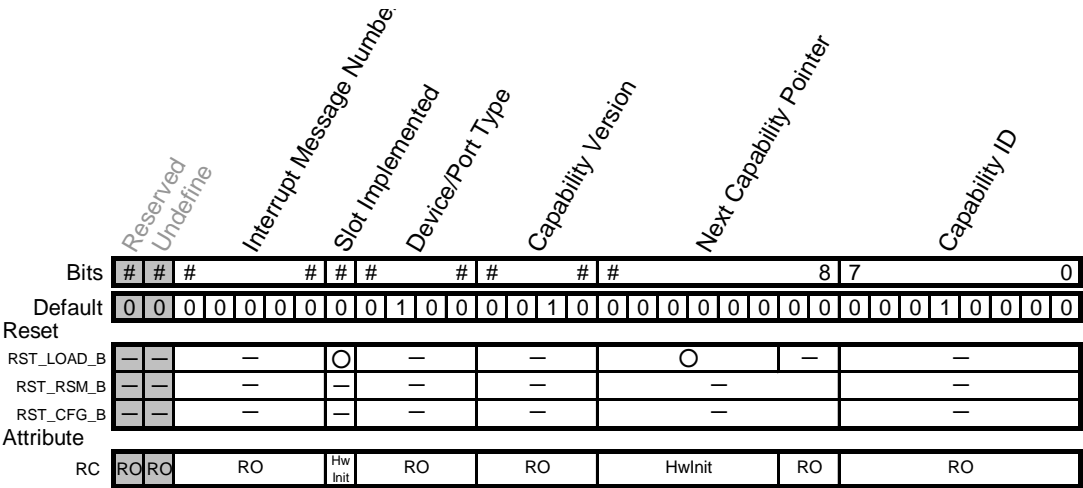 Reserved
Undefine
Interrupt Message Numbe
Slot Implemented
Device/Port Type
Capability Version
Next Capability Pointer
Capability ID
Bits # # # # # # # # # # 8 7 0
Default 0 0 0 0 0 0 0 0 0 1 0 0 0 0 1 0 0 0 0 0 0 0 0 0 0 0 0 1 0 0 0 0
Reset
RST_LOAD_B — — — ○ — — ○ — —
RST_RSM_B — — — — — — — —
RST_CFG_B — — — — — — — —
Attribute
RC RO RO RO Hw Init RO RO HwInit RO RO